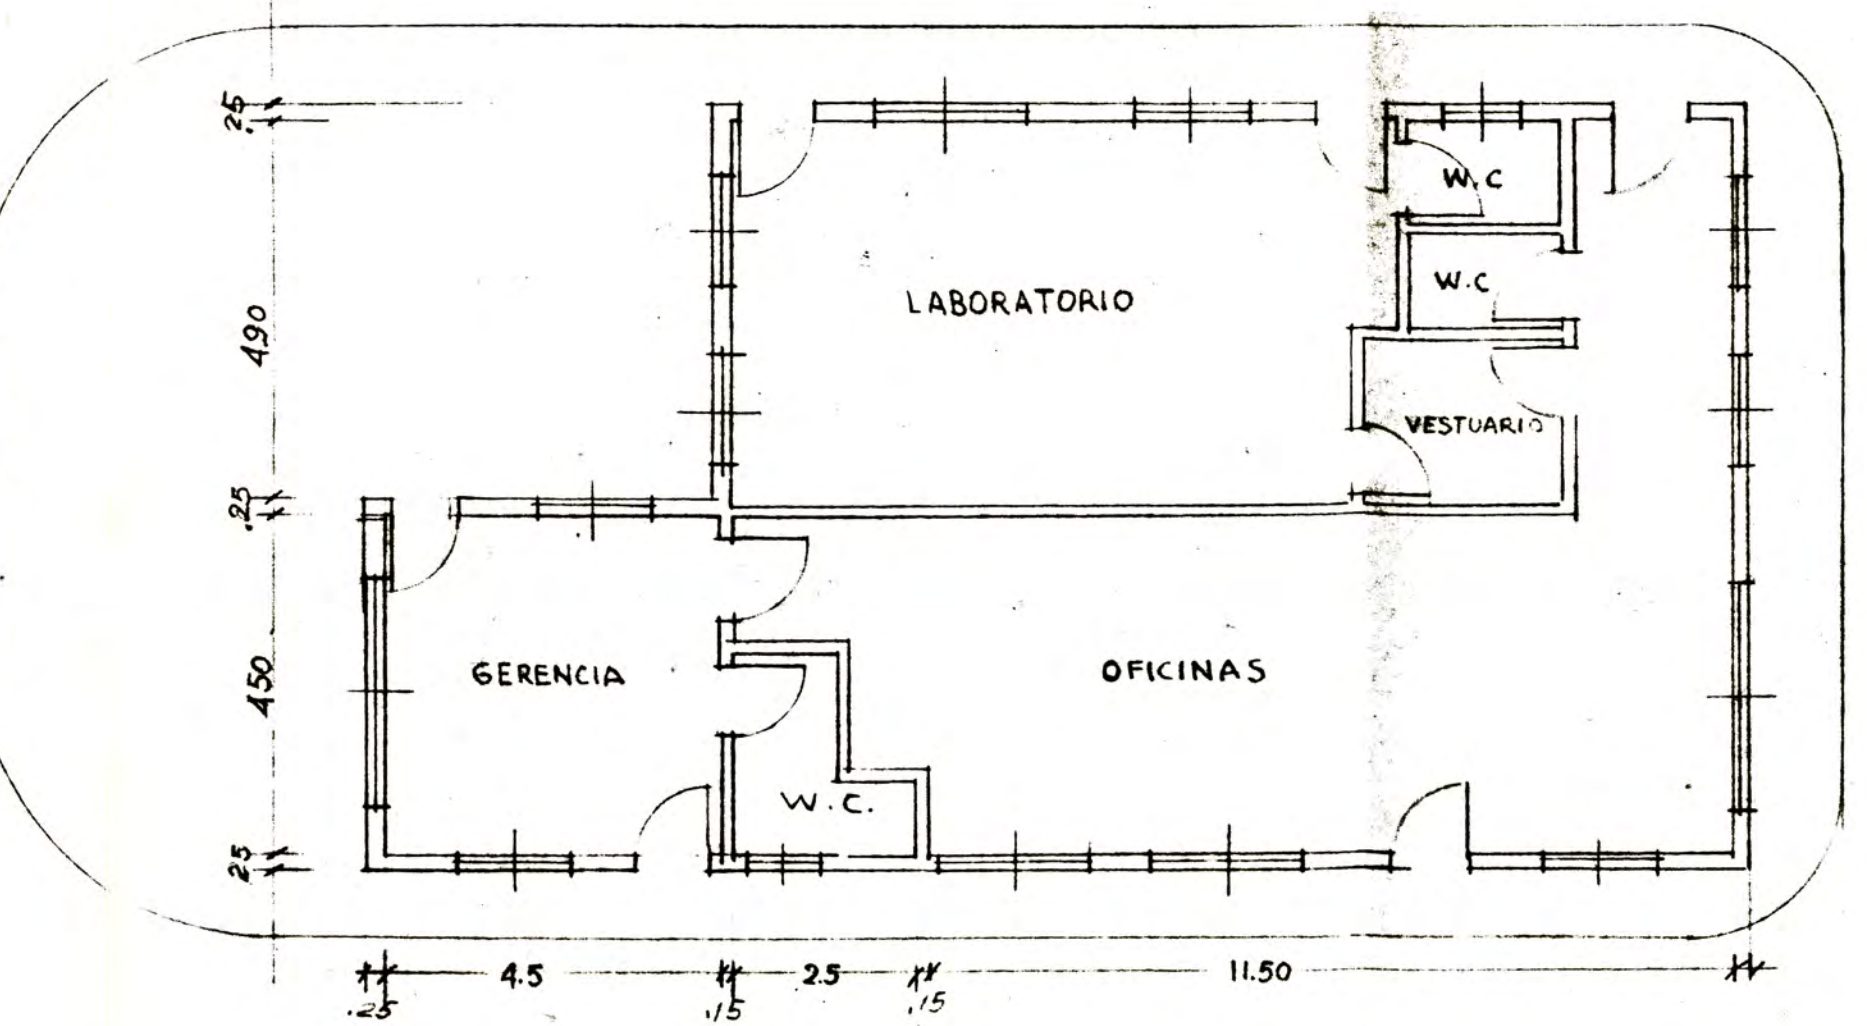 .25
W.C
W.C
LABORATORIO
490
VESTUARIO
.25
GERENCIA
OFICINAS
450
W.C.
25
4.5
2.5
11.50
.25
.15
.15